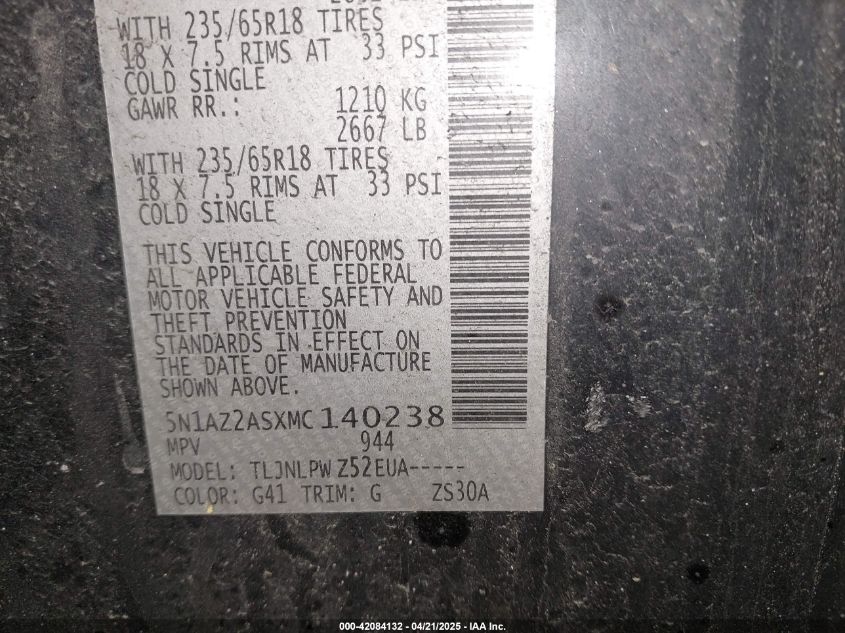 WITH 235/65R18 TIRES
18 X 7.5 RIMS AT 33 PSI
COLD SINGLE
GAWR RR.: 1210 KG
2667 LB
WITH 235/65R18 TIRES
18 X 7.5 RIMS AT 33 PSI
COLD SINGLE
THIS VEHICLE CONFORMS TO
ALL APPLICABLE FEDERAL
MOTOR VEHICLE SAFETY AND
THEFT PREVENTION
STANDARDS IN EFFECT ON
THE DATE OF MANUFACTURE
SHOWN ABOVE.
5N1AZ2ASXMC140238
MPV 944
MODEL: TLJNLPW Z52EUA-----
COLOR: G41 TRIM: G ZS30A
000-42084132 - 04/21/2025 - IAA Inc.